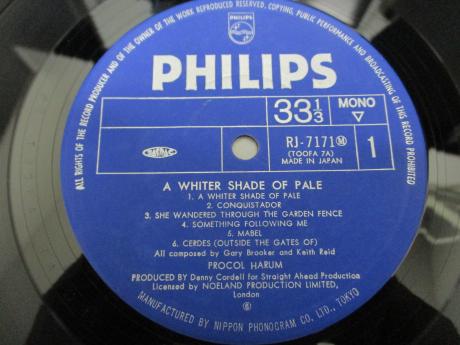 ALL RIGHTS OF THE RECORD PRODUCER AND OF THE OWNER OF THE WORK REPRODUCED RESERVED, COPYING, PUBLIC PERFORMANCE AND BROADCASTING OF THIS RECORD PROHIBITED
PHILIPS
PHILIPS
33 1/3
MONO
▽
RJ-7171 Ⓜ
(TOOFA 7A)
MADE IN JAPAN
1
A WHITER SHADE OF PALE
1. A WHITER SHADE OF PALE
2. CONQUISTADOR
3. SHE WANDERED THROUGH THE GARDEN FENCE
4. SOMETHING FOLLOWING ME
5. MABEL
6. CERDES (OUTSIDE THE GATES OF)
All composed by Gary Brooker and Keith Reid
PROCOL HARUM
PRODUCED BY Denny Cordell for Straight Ahead Production
Licensed by NOELAND PRODUCTION LIMITED,
London
MANUFACTURED BY NIPPON PHONOGRAM CO. LTD., TOKYO